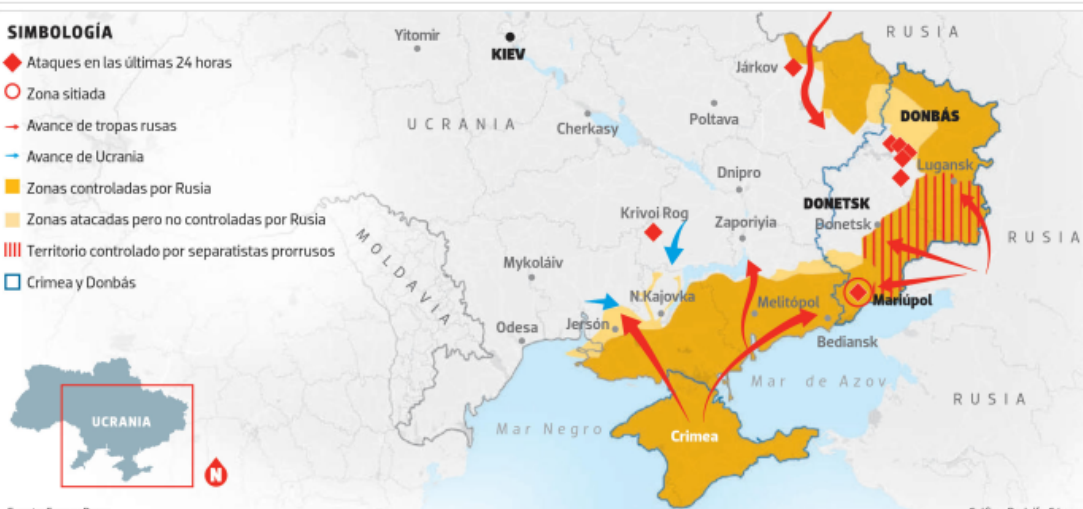 SIMBOLOGÍA
Ataques en las últimas 24 horas
Zona sitiada
Avance de tropas rusas
Avance de Ucrania
Zonas controladas por Rusia
Zonas atacadas pero no controladas por Rusia
Territorio controlado por separatistas prorrusos
Crimea y Donbás
Yitomir
KIEV
RUSIA
Járkov
UCRANIA
Cherkasy
Poltava
DONBÁS
Dnipro
Lugansk
DONETSK
Krivoi Rog
Zaporiyia
Donetsk
RUSIA
MOLDAVIA
Mykoláiv
N.Kajovka
Melitópol
Mariúpol
Odesa
Jersón
Bediansk
Mar de Azov
RUSIA
Mar Negro
Crimea
UCRANIA
N